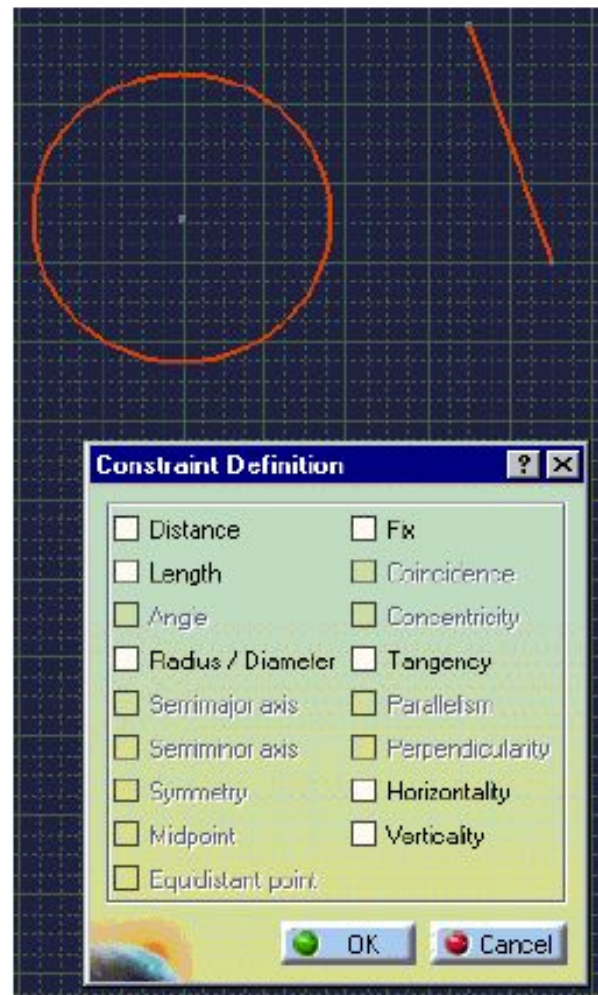 Constraint Definition
Distance
Fix
Length
Coincidence
Angle
Concentricity
Radius / Diameter
Tangency
Semimajor axis
Parallelism
Semiminor axis
Perpendicularity
Symmetry
Horizontality
Midpoint
Verticality
Equidistant point
OK
Cancel